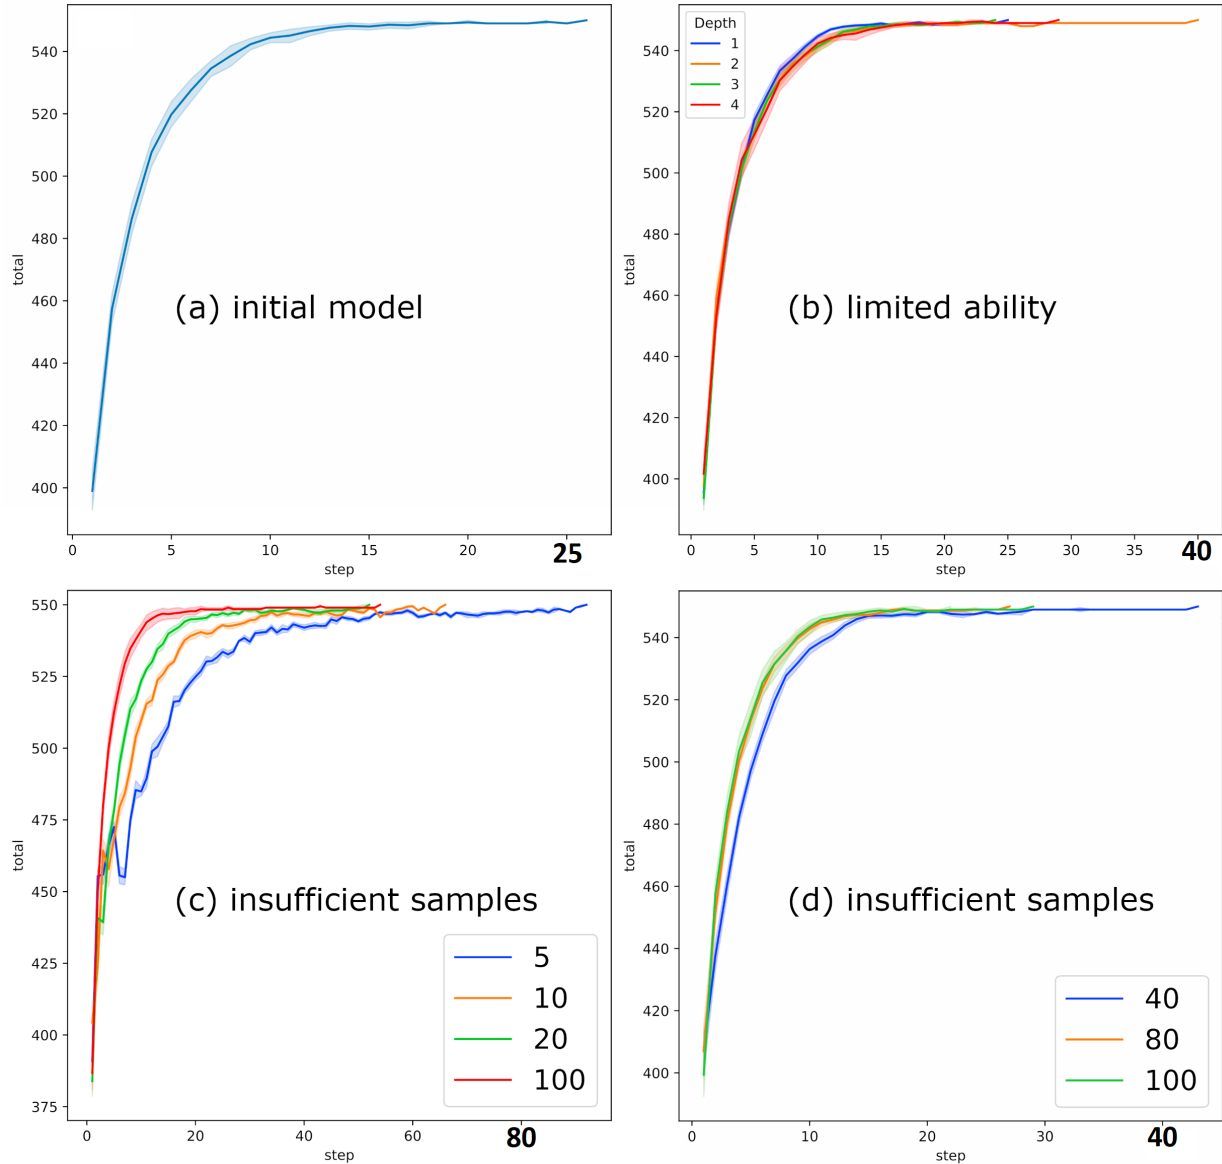 540
520
500
480
460
440
420
400
total
(a) initial model
0 5 10 15 20 25
step
Depth
1
2
3
4
540
520
500
480
460
440
420
400
total
(b) limited ability
0 5 10 15 20 25 30 35 40
step
550
525
500
475
450
425
400
375
total
(c) insufficient samples
5
10
20
100
0 20 40 60 80
step
540
520
500
480
460
440
420
400
total
(d) insufficient samples
40
80
100
0 10 20 30 40
step